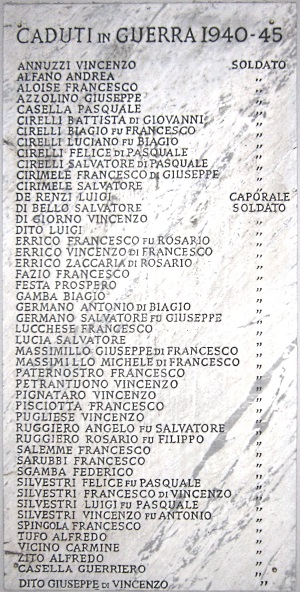 CADUTI IN GUERRA 1940-45
ANNUZZI VINCENZO SOLDATO
ALFANO ANDREA "
ALOISE FRANCESCO "
AZZOLINO GIUSEPPE "
CASELLA PASQUALE "
CIRELLI BATTISTA DI GIOVANNI "
CIRELLI BIAGIO FU FRANCESCO "
CIRELLI LUCIANO FU BIAGIO "
CIRELLI FELICE DI PASQUALE "
CIRELLI SALVATORE DI PASQUALE "
CIRIMELE FRANCESCO DI GIUSEPPE "
CIRIMELE SALVATORE "
DE RENZI LUIGI CAPORALE
DI BELLO SALVATORE SOLDATO
DI GIORNO VINCENZO "
DITO LUIGI "
ERRICO FRANCESCO FU ROSARIO "
ERRICO VINCENZO DI FRANCESCO "
ERRICO ZACCARIA DI ROSARIO "
FAZIO FRANCESCO "
FESTA PROSPERO "
GAMBA BIAGIO "
GERMANO ANTONIO DI BIAGIO "
GERMANO SALVATORE FU GIUSEPPE "
LUCCHESE FRANCESCO "
LUCIA SALVATORE "
MASSIMILLO GIUSEPPE DI FRANCESCO "
MASSIMILLO MICHELE DI FRANCESCO "
PATERNOSTRO FRANCESCO "
PETRANTUONO VINCENZO "
PIGNATARO VINCENZO "
PISCIOTTA FRANCESCO "
PUGLIESE VINCENZO "
RUGGIERO ANGELO FU SALVATORE "
RUGGIERO ROSARIO FU FILIPPO "
SALEMME FRANCESCO "
SARUBBI FRANCESCO "
SGAMBA FEDERICO "
SILVESTRI FELICE FU PASQUALE "
SILVESTRI FRANCESCO DI VINCENZO "
SILVESTRI LUIGI FU PASQUALE "
SILVESTRI VINCENZO FU ANTONIO "
SPINGOLA FRANCESCO "
TUFO ALFREDO "
VICINO CARMINE "
ZITO ALFREDO "
CASELLA GUERRIERO "
DITO GIUSEPPE DI VINCENZO "